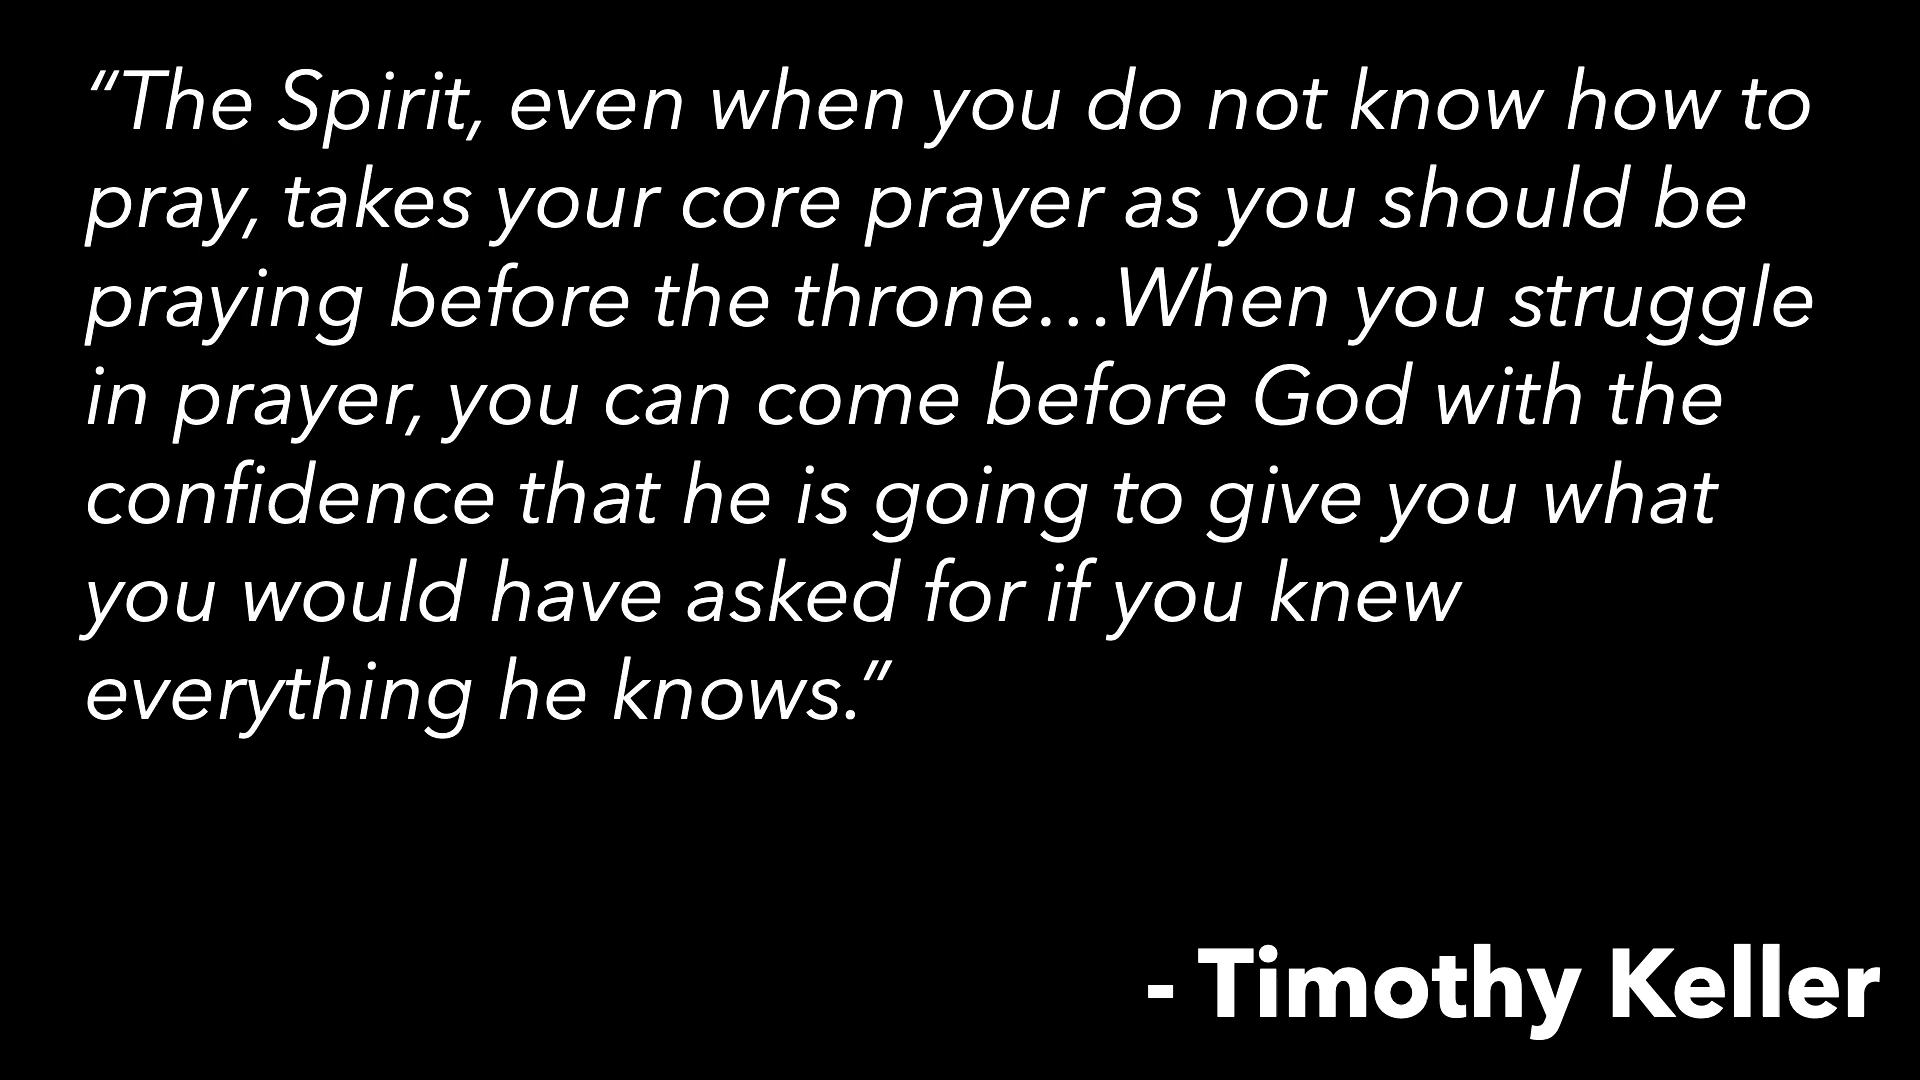 “The Spirit, even when you do not know how to
pray, takes your core prayer as you should be
praying before the throne…When you struggle
in prayer, you can come before God with the
confidence that he is going to give you what
you would have asked for if you knew
everything he knows.”
- Timothy Keller